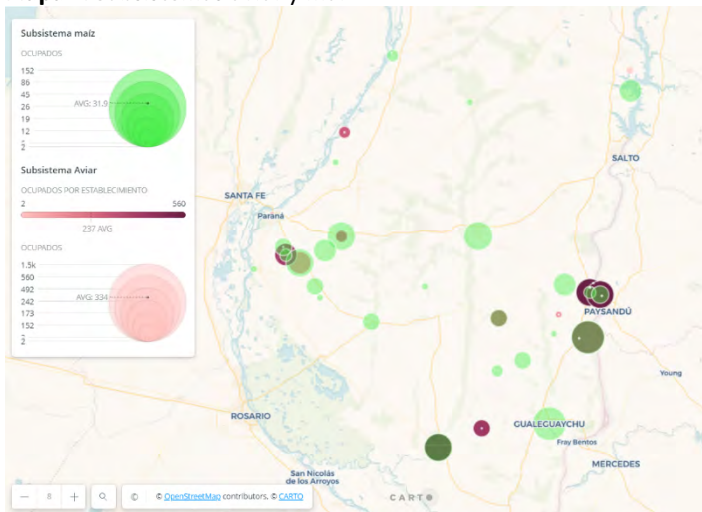 Subsistema maíz
OCUPADOS
152
86
45
26
19
12
2
AVG: 31.9
Subsistema Aviar
OCUPADOS POR ESTABLECIMIENTO
2 560
237 AVG
OCUPADOS
1.5k
560
492
242
173
152
2
AVG: 334
SALTO
SANTA FE
Paraná
PAYSANDÚ
Young
ROSARIO
GUALEGUAYCHU
Fray Bentos
MERCEDES
San Nicolás
de los Arroyos
8
© OpenStreetMap contributors, © CARTO
CARTO